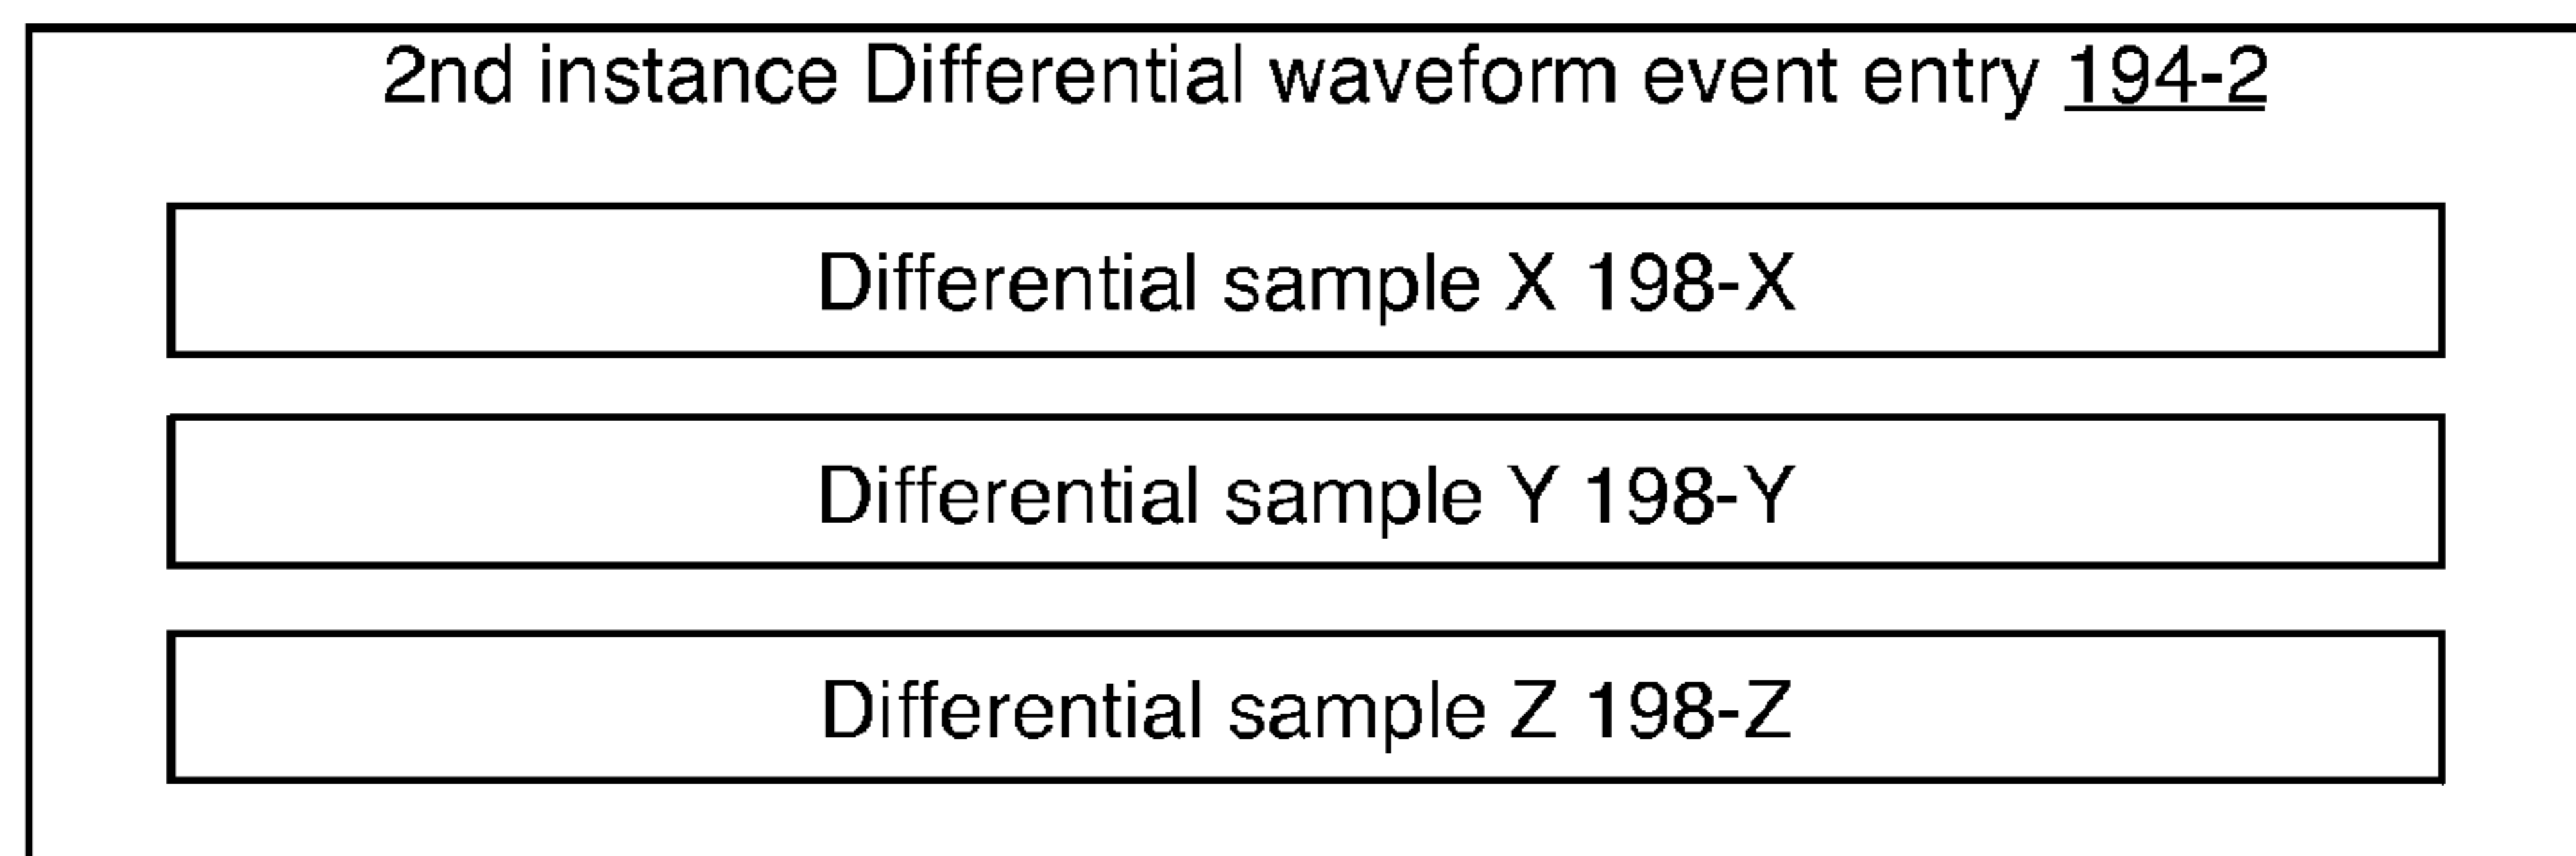 2nd instance Differential waveform event entry 194-2
Differential sample X 198-X
Differential sample Y 198-Y
Differential sample Z 198-Z